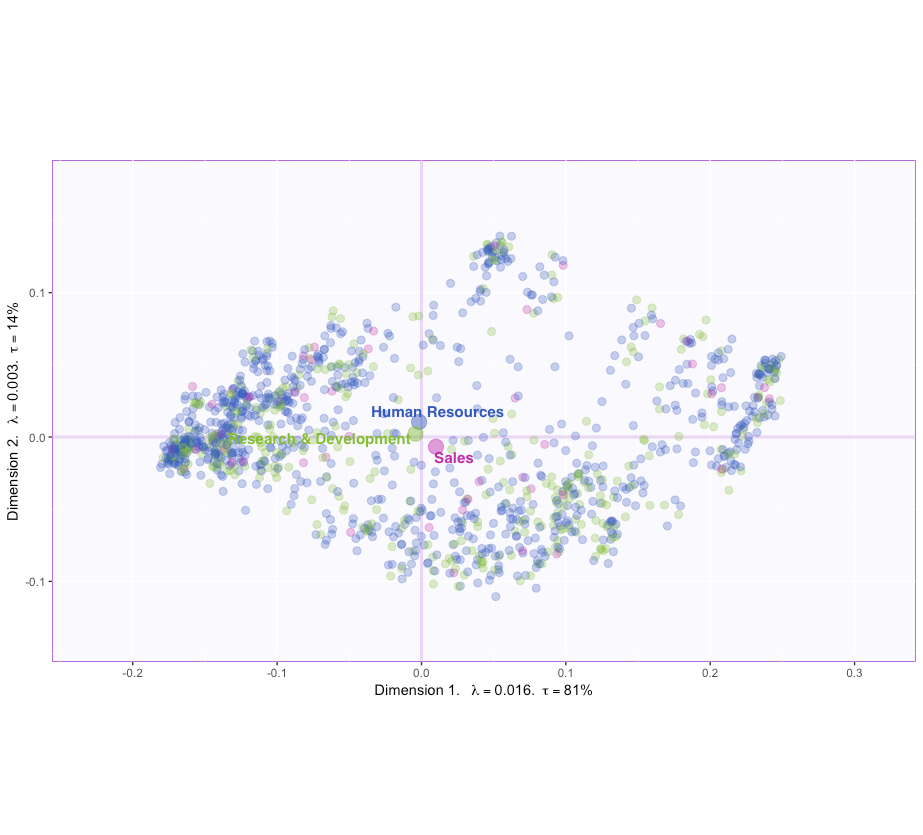 0.1
0.0
-0.1
Dimension 2.   λ = 0.003.  τ = 14%
Human Resources
Research & Development
Sales
-0.2
-0.1
0.0
0.1
0.2
0.3
Dimension 1.   λ = 0.016.  τ = 81%